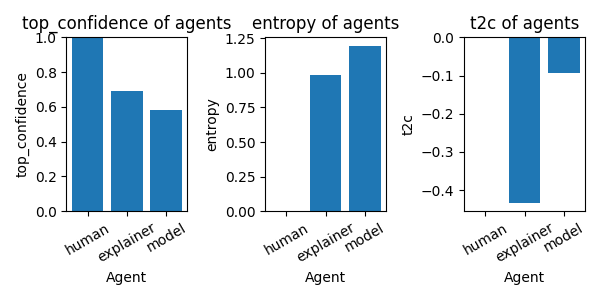 top_confidence of agents
top_confidence
1.0
0.8
0.6
0.4
0.2
0.0
human
explainer
model
Agent
entropy of agents
entropy
1.25
1.00
0.75
0.50
0.25
0.00
human
explainer
model
Agent
t2c of agents
t2c
0.0
−0.1
−0.2
−0.3
−0.4
human
explainer
model
Agent